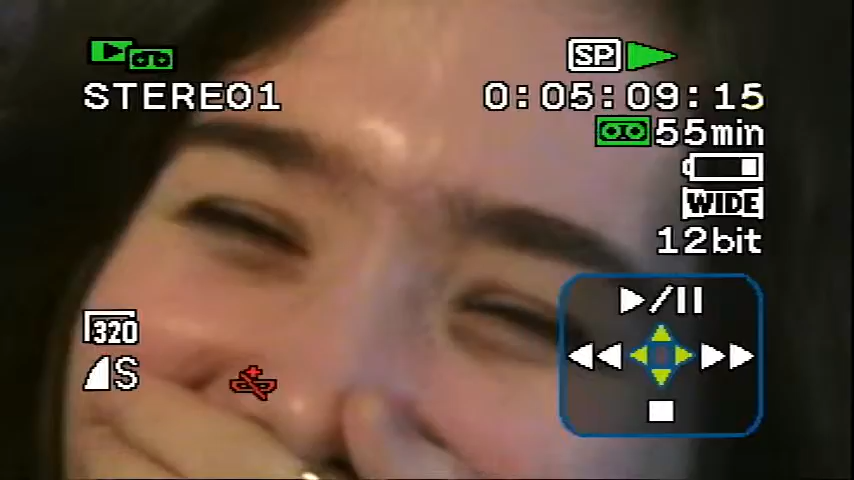 SP
STEREO1
0:05:09:15
55min
WIDE
12bit
320
S